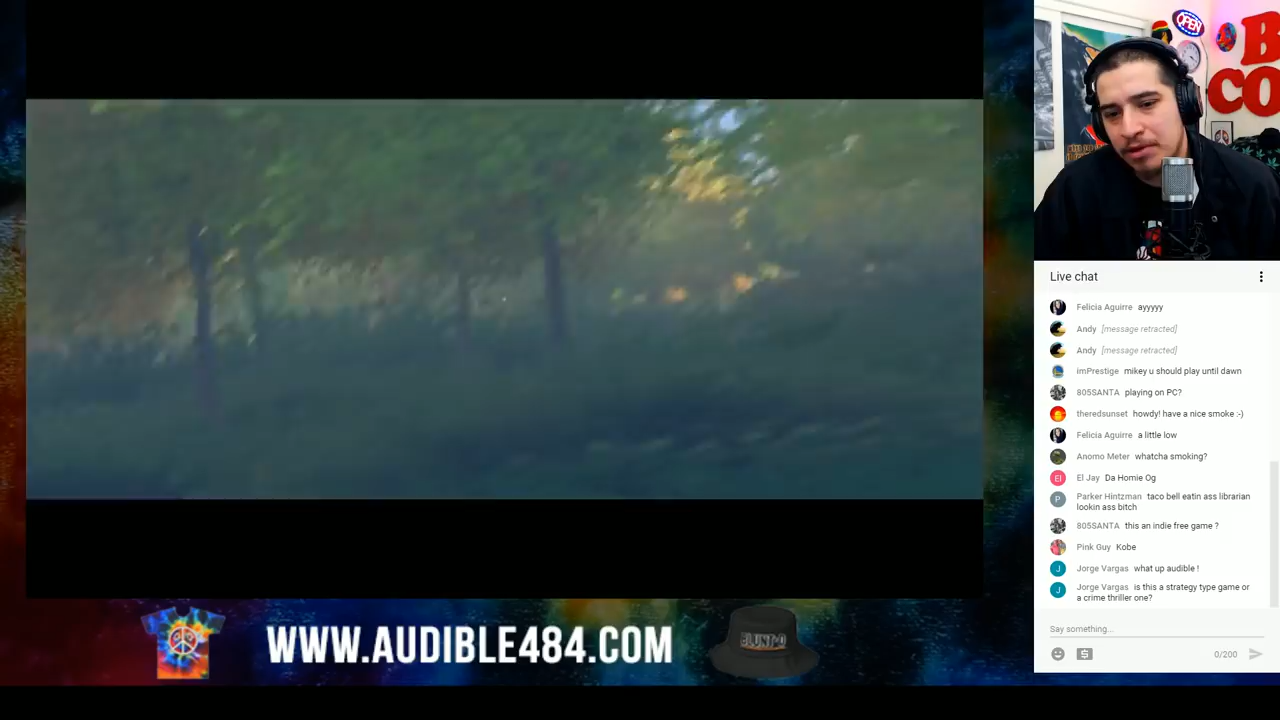 OPEN
B
CO
Live chat
Felicia Aguirre ayyyyy
Andy [message retracted]
Andy [message retracted]
imPrestige mikey u should play until dawn
805SANTA playing on PC?
theredsunset howdy! have a nice smoke :-)
Felicia Aguirre a little low
Anomo Meter whatcha smoking?
El Jay Da Homie Og
Parker Hintzman taco bell eatin ass librarian
lookin ass bitch
805SANTA this an indie free game ?
Pink Guy Kobe
Jorge Vargas what up audible !
Jorge Vargas is this a strategy type game or
a crime thriller one?
Say something...
0/200
WWW.AUDIBLE484.COM